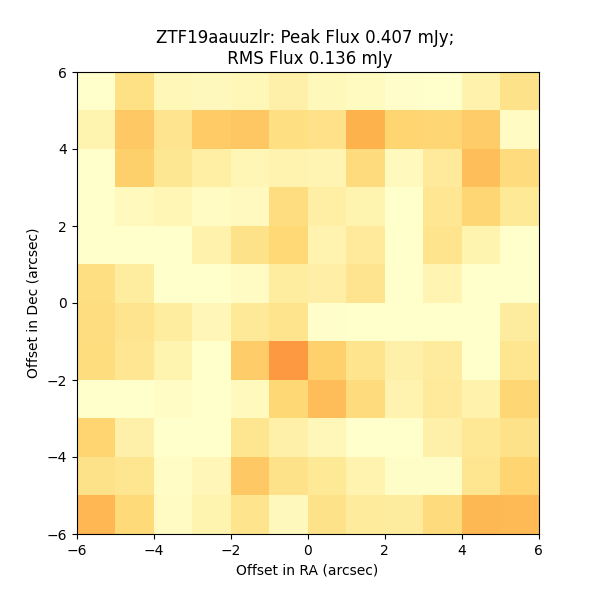 ZTF19aauuzlr: Peak Flux 0.407 mJy;
RMS Flux 0.136 mJy
6
4
2
0
−2
−4
−6
Offset in Dec (arcsec)
−6 −4 −2 0 2 4 6
Offset in RA (arcsec)